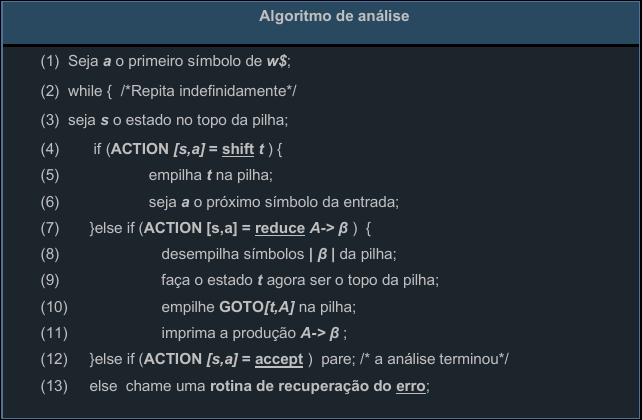 Algoritmo de análise
(1) Seja a o primeiro símbolo de w$;
(2) while { /*Repita indefinidamente*/
(3) seja s o estado no topo da pilha;
(4) if (ACTION [s,a] = shift t ) {
(5) empilha t na pilha;
(6) seja a o próximo símbolo da entrada;
(7) }else if (ACTION [s,a] = reduce A-> β ) {
(8) desempilha símbolos | β | da pilha;
(9) faça o estado t agora ser o topo da pilha;
(10) empilhe GOTO[t,A] na pilha;
(11) imprima a produção A-> β ;
(12) }else if (ACTION [s,a] = accept ) pare; /* a análise terminou*/
(13) else chame uma rotina de recuperação do erro;